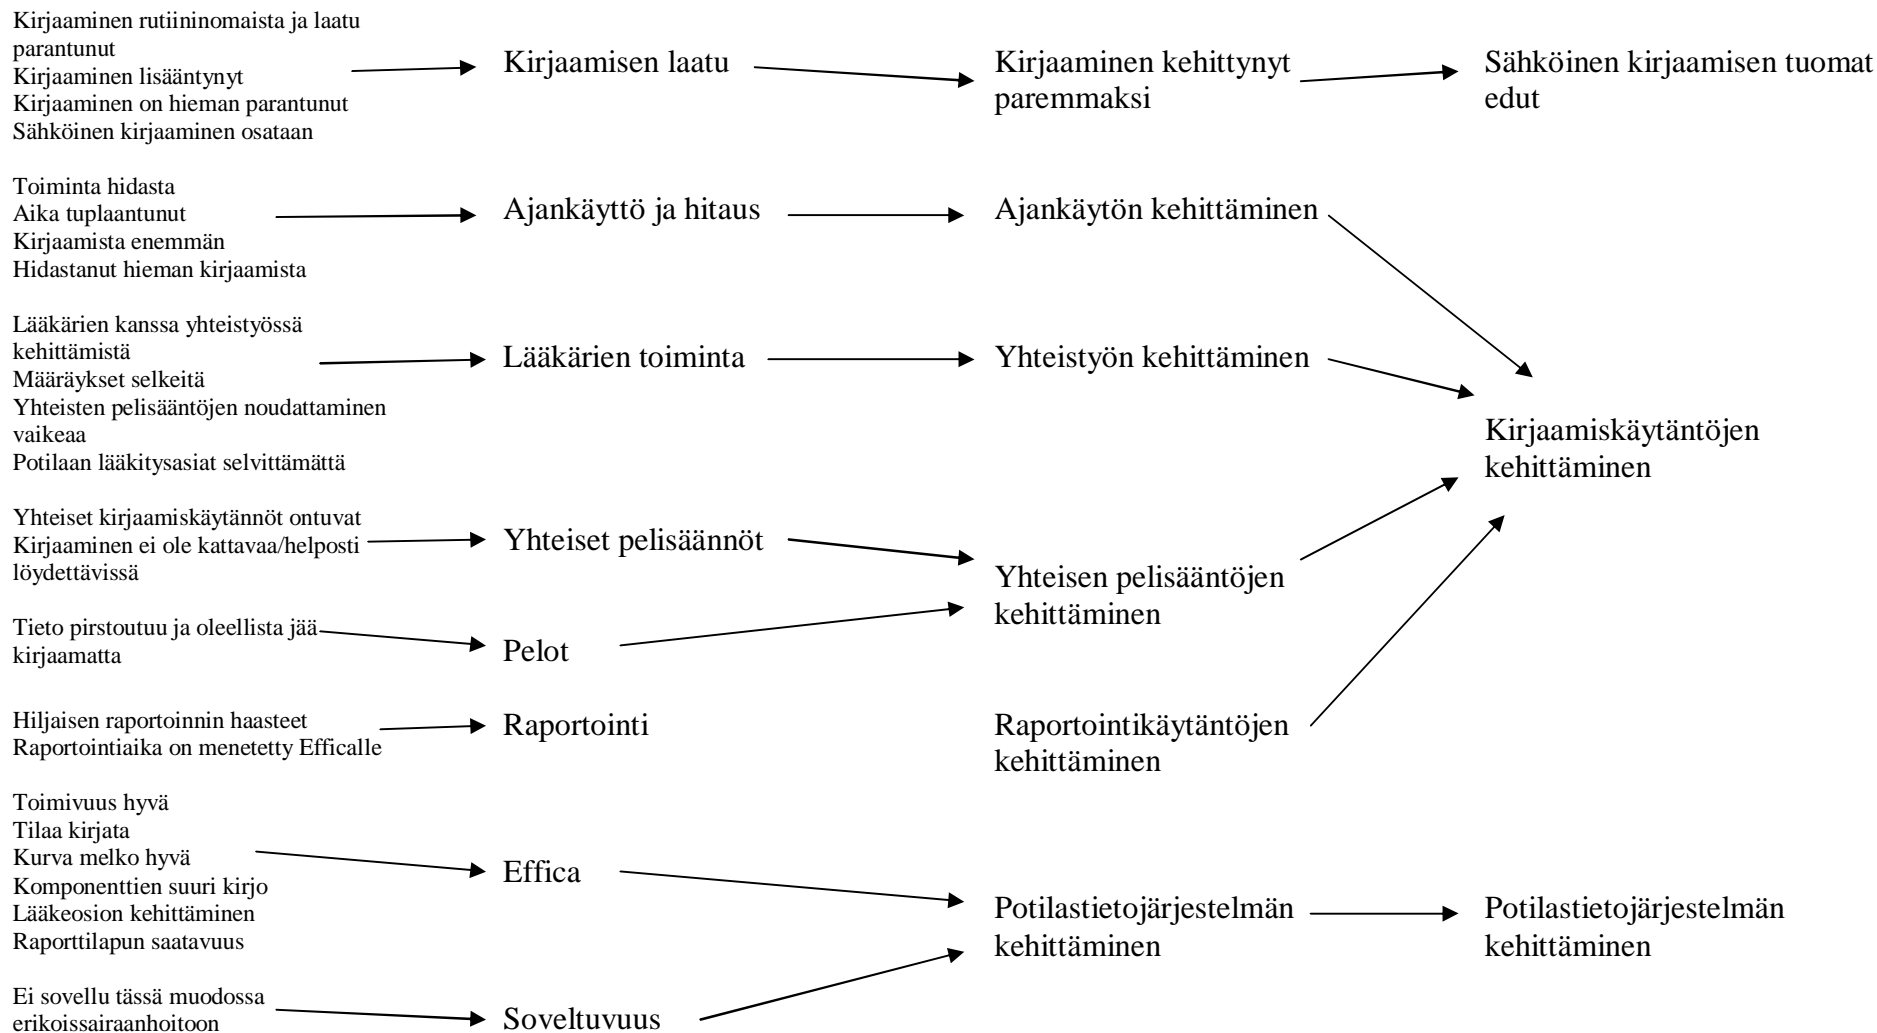 Kirjaaminen rutiininomaista ja laatu
parantunut
Kirjaaminen lisääntynyt
Kirjaaminen on hieman parantunut
Sähköinen kirjaaminen osataan
Kirjaamisen laatu
Kirjaaminen kehittynyt
paremmaksi
Sähköinen kirjaamisen tuomat
edut
Toiminta hidasta
Aika tuplaantunut
Kirjaamista enemmän
Hidastanut hieman kirjaamista
Ajankäyttö ja hitaus
Ajankäytön kehittäminen
Lääkärien kanssa yhteistyössä
kehittämistä
Määräykset selkeitä
Yhteisten pelisääntöjen noudattaminen
vaikeaa
Potilaan lääkitysasiat selvittämättä
Lääkärien toiminta
Yhteistyön kehittäminen
Kirjaamiskäytäntöjen
kehittäminen
Yhteiset kirjaamiskäytännöt ontuvat
Kirjaaminen ei ole kattavaa/helposti
löydettävissä
Yhteiset pelisäännöt
Yhteisen pelisääntöjen
kehittäminen
Tieto pirstoutuu ja oleellista jää
kirjaamatta
Pelot
Hiljaisen raportoinnin haasteet
Raportointiaika on menetetty Efficalle
Raportointi
Raportointikäytäntöjen
kehittäminen
Toimivuus hyvä
Tilaa kirjata
Kurva melko hyvä
Komponenttien suuri kirjo
Lääkeosion kehittäminen
Raporttilapun saatavuus
Effica
Potilastietojärjestelmän
kehittäminen
Potilastietojärjestelmän
kehittäminen
Ei sovellu tässä muodossa
erikoissairaanhoitoon
Soveltuvuus